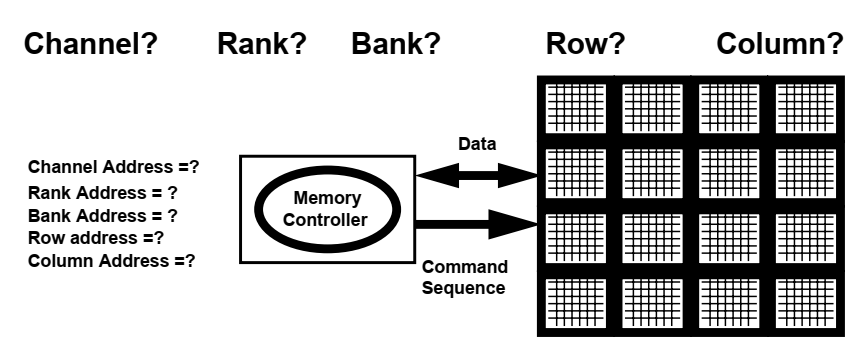 Channel? Rank? Bank? Row? Column?
Channel Address =?
Rank Address = ?
Bank Address = ?
Row address =?
Column Address =?
Memory
Controller
Data
Command
Sequence